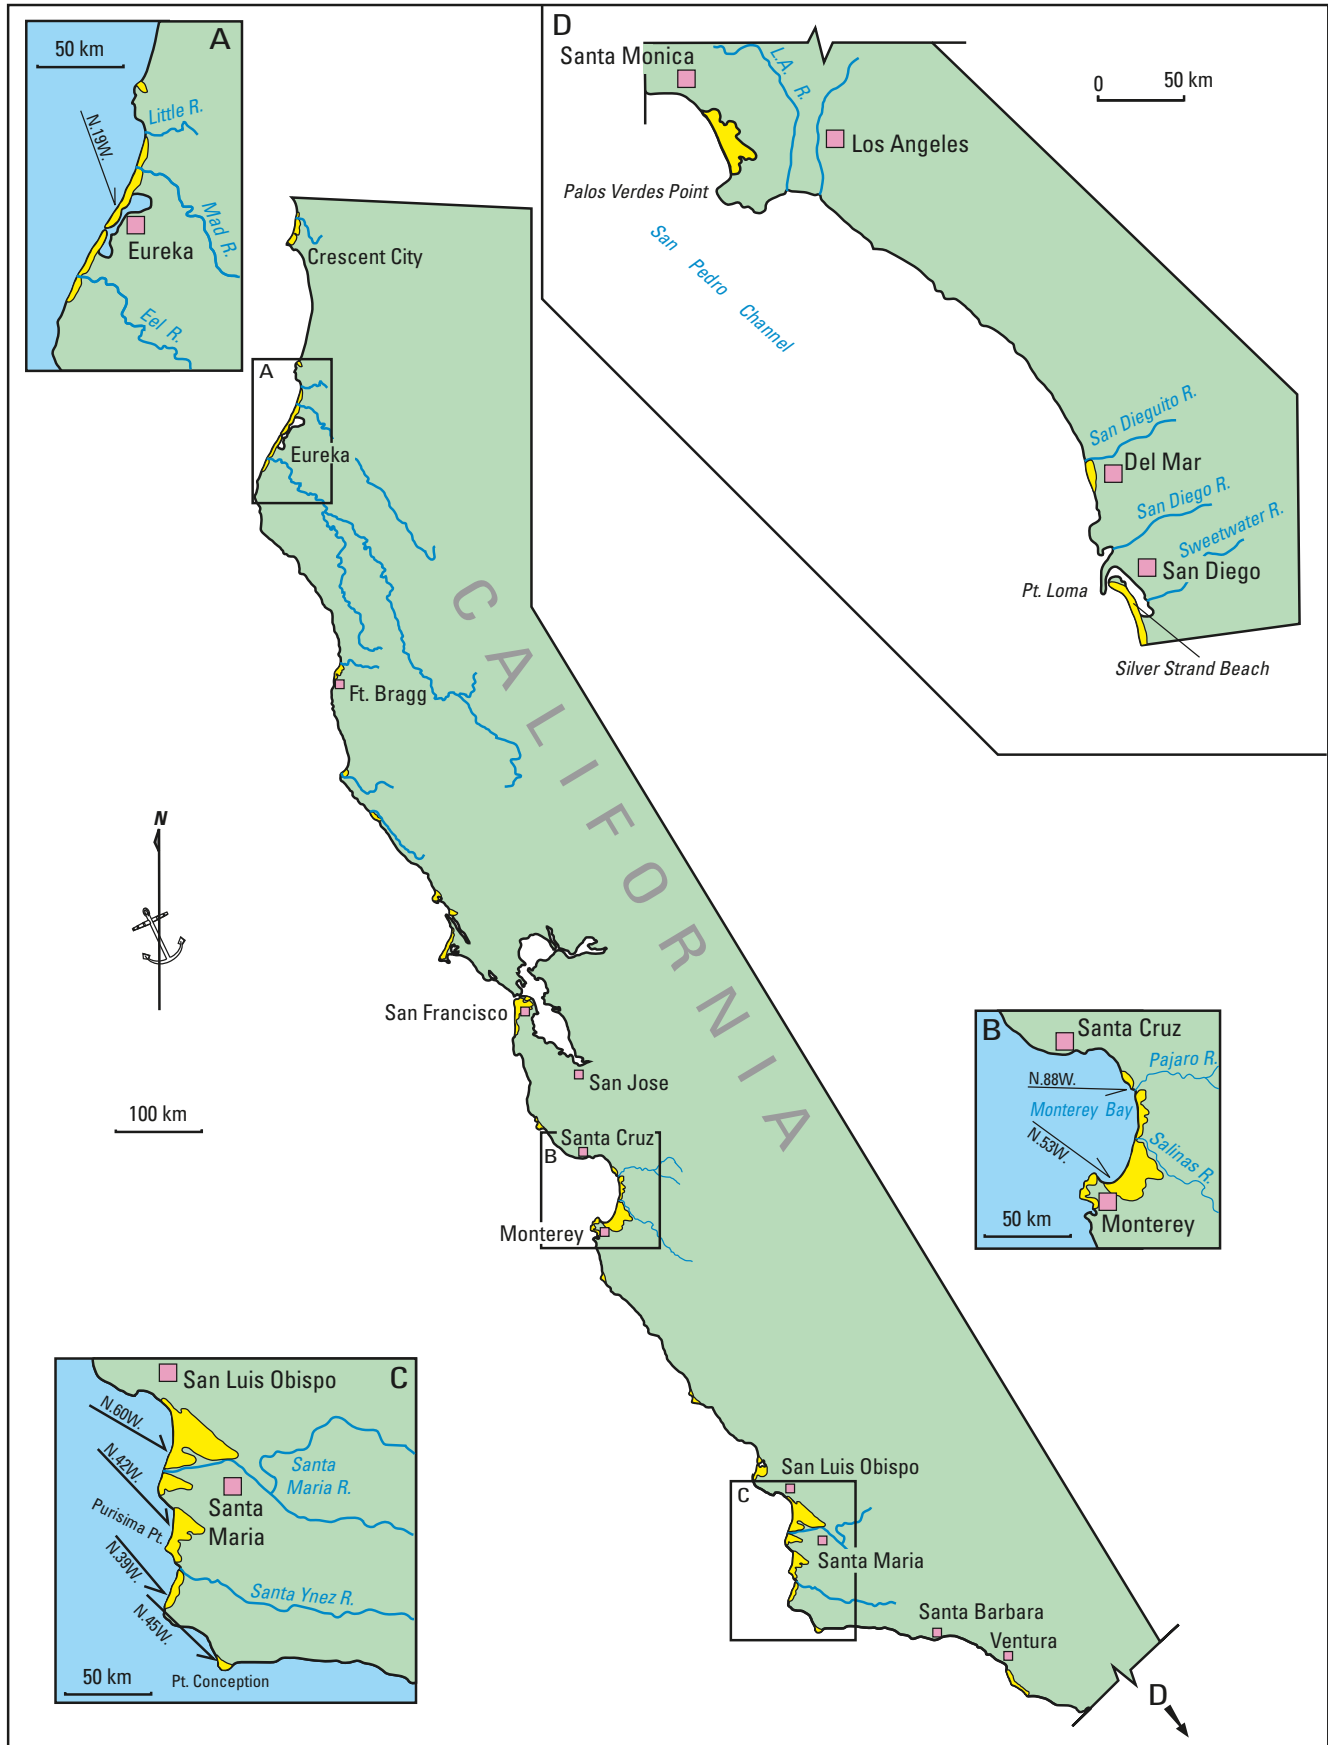 A
50 km
Little R.
N.19W.
Mad R.
Eureka
Eel R.
D
Santa Monica
L.A. R.
0 50 km
Los Angeles
Palos Verdes Point
San Pedro Channel
San Dieguito R.
Del Mar
San Diego R.
Sweetwater R.
San Diego
Pt. Loma
Silver Strand Beach
Crescent City
A
Eureka
CALIFORNIA
Ft. Bragg
N
San Francisco
San Jose
100 km
Santa Cruz
B
Monterey
B
Santa Cruz
Pajaro R.
N.88W.
Monterey Bay
N.53W.
Salinas R.
50 km
Monterey
C
San Luis Obispo
N.60W.
N.42W.
Santa
Maria R.
Santa
Maria
Purisima Pt.
N.39W.
Santa Ynez R.
N.45W.
50 km
Pt. Conception
San Luis Obispo
C
Santa Maria
Santa Barbara
Ventura
D